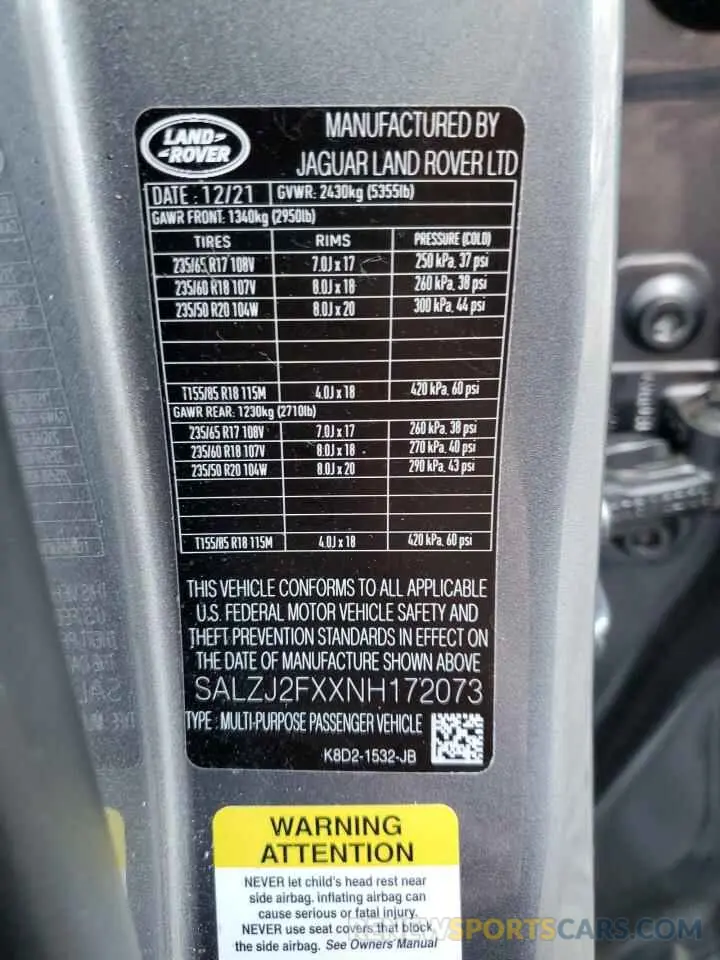 LAND-
-ROVER
MANUFACTURED BY
JAGUAR LAND ROVER LTD
DATE : 12/21 GVWR: 2430kg (5355lb)
GAWR FRONT: 1340kg (2950lb)
TIRES RIMS PRESSURE (COLD)
235/65 R17 108V 7.0J x 17 250 kPa, 37 psi
235/60 R18 107V 8.0J x 18 260 kPa, 38 psi
235/50 R20 104W 8.0J x 20 300 kPa, 44 psi
T155/85 R18 115M 4.0J x 18 420 kPa, 60 psi
GAWR REAR: 1230kg (2710lb)
235/65 R17 108V 7.0J x 17 260 kPa, 38 psi
235/60 R18 107V 8.0J x 18 270 kPa, 40 psi
235/50 R20 104W 8.0J x 20 290 kPa, 43 psi
T155/85 R18 115M 4.0J x 18 420 kPa, 60 psi
THIS VEHICLE CONFORMS TO ALL APPLICABLE
U.S. FEDERAL MOTOR VEHICLE SAFETY AND
THEFT PREVENTION STANDARDS IN EFFECT ON
THE DATE OF MANUFACTURE SHOWN ABOVE
SALZJ2FXXNH172073
TYPE : MULTI-PURPOSE PASSENGER VEHICLE
K8D2-1532-JB
WARNING
ATTENTION
NEVER let child's head rest near
side airbag. inflating airbag can
cause serious or fatal injury.
NEVER use seat covers that block
the side airbag. See Owners Manual
RENEWSPORTSCARS.COM